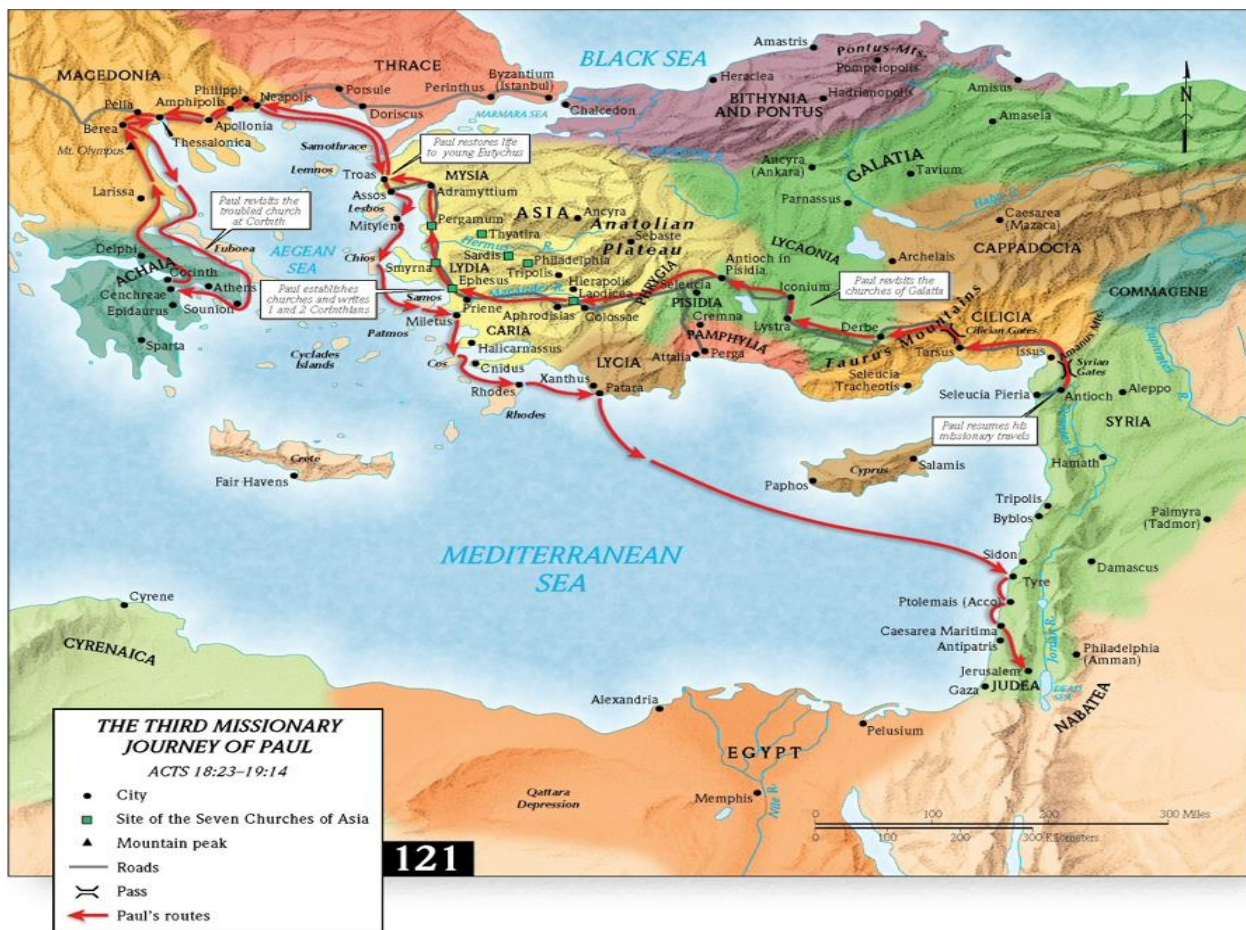 BLACK SEA
Amastris
Pontus Mts.
Pompeiopolis
THRACE
MACEDONIA
Byzantium
(Istanbul)
Heraclea
Hadrianopolis
Amisus
Philippi
Neapolis
Porsule
Perinthus
BITHYNIA
AND PONTUS
Pella
Amphipolis
Doriscus
Chalcedon
MARMARA SEA
Amaseia
Berea
Apollonia
Thessalonica
Mt. Olympus
Samothrace
Paul restores life
to young Eutychus
Ancyra
(Ankara)
GALATIA
Tavium
Lemnos
Troas
MYSIA
Larissa
Assos
Adramyttium
Parnassus
Halys R.
Paul revisits the
troubled church
at Corinth
Lesbos
Mitylene
Pergamum
ASIA
Ancyra
Anatolian
Plateau
Caesarea
(Mazaca)
Thyatira
Sebaste
CAPPADOCIA
Delphi
Euboea
AEGEAN
SEA
Hermus R.
Sardis
Philadelphia
LYCAONIA
Archelais
Chios
Smyrna
LYDIA
Tripolis
PHRYGIA
Antioch in
Pisidia
ACHAIA
Corinth
Paul establishes
churches and writes
1 and 2 Corinthians
Ephesus
Hierapolis
Laodicea
Seleucia
Iconium
Paul revisits the
churches of Galatia
COMMAGENE
Cenchreae
Athens
Samos
Priene
Maeander R.
PISIDIA
Epidaurus
Sounion
Patmos
Miletus
Aphrodisias
Colossae
Cremna
Lystra
Derbe
CILICIA
Cilician Gates
CARIA
PAMPHYLIA
Taurus Mountains
Tarsus
Issus
Amanus Mts.
Syrian
Gates
Euphrates R.
Sparta
Cyclades
Islands
Halicarnassus
LYCIA
Attalia
Perga
Cos
Cnidus
Xanthus
Seleucia
Tracheotis
Aleppo
Rhodes
Patara
Seleucia Pieria
Antioch
Rhodes
Paul resumes his
missionary travels
SYRIA
Crete
Fair Havens
Cyprus
Salamis
Paphos
Hamath
Tripolis
Byblos
Palmyra
(Tadmor)
MEDITERRANEAN
SEA
Sidon
Damascus
Tyre
Cyrene
Ptolemais (Acco)
CYRENAICA
Caesarea Maritima
Antipatris
Jordan R.
Philadelphia
(Amman)
Jerusalem
Alexandria
Gaza
JUDEA
DEAD
SEA
NABATEA
Pelusium
EGYPT
Qattara
Depression
Memphis
Nile R.
0 100 200 300 Miles
0 100 200 300 Kilometers
N
THE THIRD MISSIONARY
JOURNEY OF PAUL
ACTS 18:23–19:14
City
Site of the Seven Churches of Asia
Mountain peak
Roads
Pass
Paul's routes
121